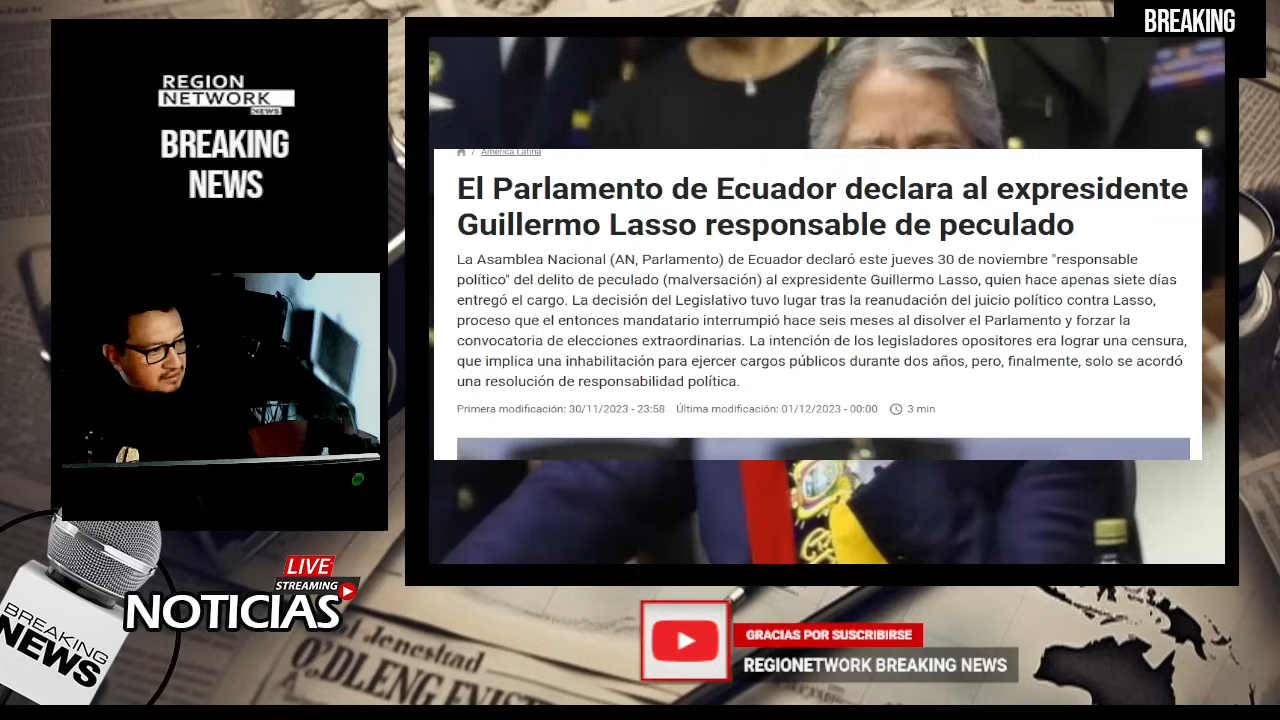 BREAKING
REGION
NETWORK
NEWS
BREAKING
NEWS
/ América Latina
El Parlamento de Ecuador declara al expresidente
Guillermo Lasso responsable de peculado
La Asamblea Nacional (AN, Parlamento) de Ecuador declaró este jueves 30 de noviembre "responsable
político" del delito de peculado (malversación) al expresidente Guillermo Lasso, quien hace apenas siete días
entregó el cargo. La decisión del Legislativo tuvo lugar tras la reanudación del juicio político contra Lasso,
proceso que el entonces mandatario interrumpió hace seis meses al disolver el Parlamento y forzar la
convocatoria de elecciones extraordinarias. La intención de los legisladores opositores era lograr una censura,
que implica una inhabilitación para ejercer cargos públicos durante dos años, pero, finalmente, solo se acordó
una resolución de responsabilidad política.
Primera modificación: 30/11/2023 - 23:58 Última modificación: 01/12/2023 - 00:00 3 min
LIVE
STREAMING
NOTICIAS
BREAKING
NEWS
GRACIAS POR SUSCRIBIRSE
REGIONETWORK BREAKING NEWS